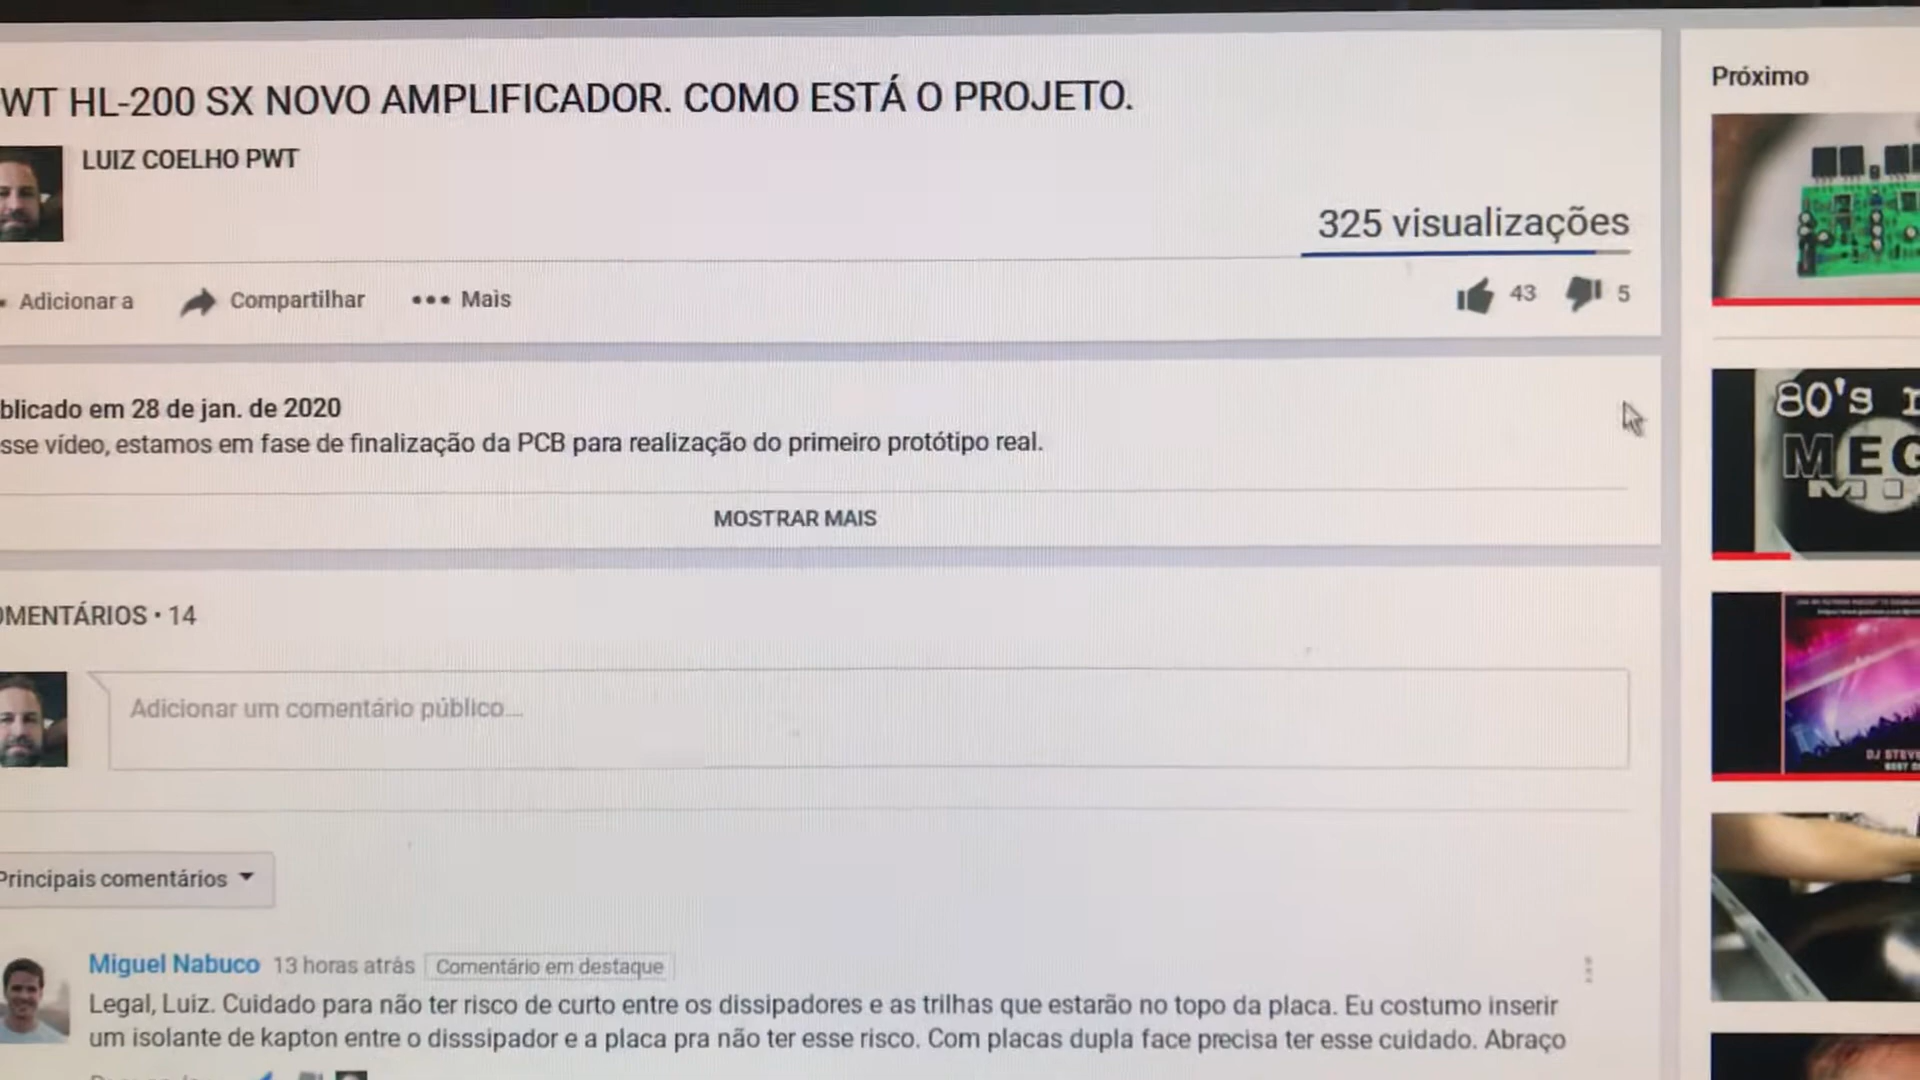 WT HL-200 SX NOVO AMPLIFICADOR. COMO ESTÁ O PROJETO.
LUIZ COELHO PWT
325 visualizações
Adicionar a
Compartilhar
Mais
43
5
blicado em 28 de jan. de 2020
sse vídeo, estamos em fase de finalização da PCB para realização do primeiro protótipo real.
MOSTRAR MAIS
OMENTÁRIOS • 14
Adicionar um comentário público...
Principais comentários
Miguel Nabuco 13 horas atrás Comentário em destaque
Legal, Luiz. Cuidado para não ter risco de curto entre os dissipadores e as trilhas que estarão no topo da placa. Eu costumo inserir
um isolante de kapton entre o disssipador e a placa pra não ter esse risco. Com placas dupla face precisa ter esse cuidado. Abraço
Próximo
80's
MEG
DJ STEVE
BEST